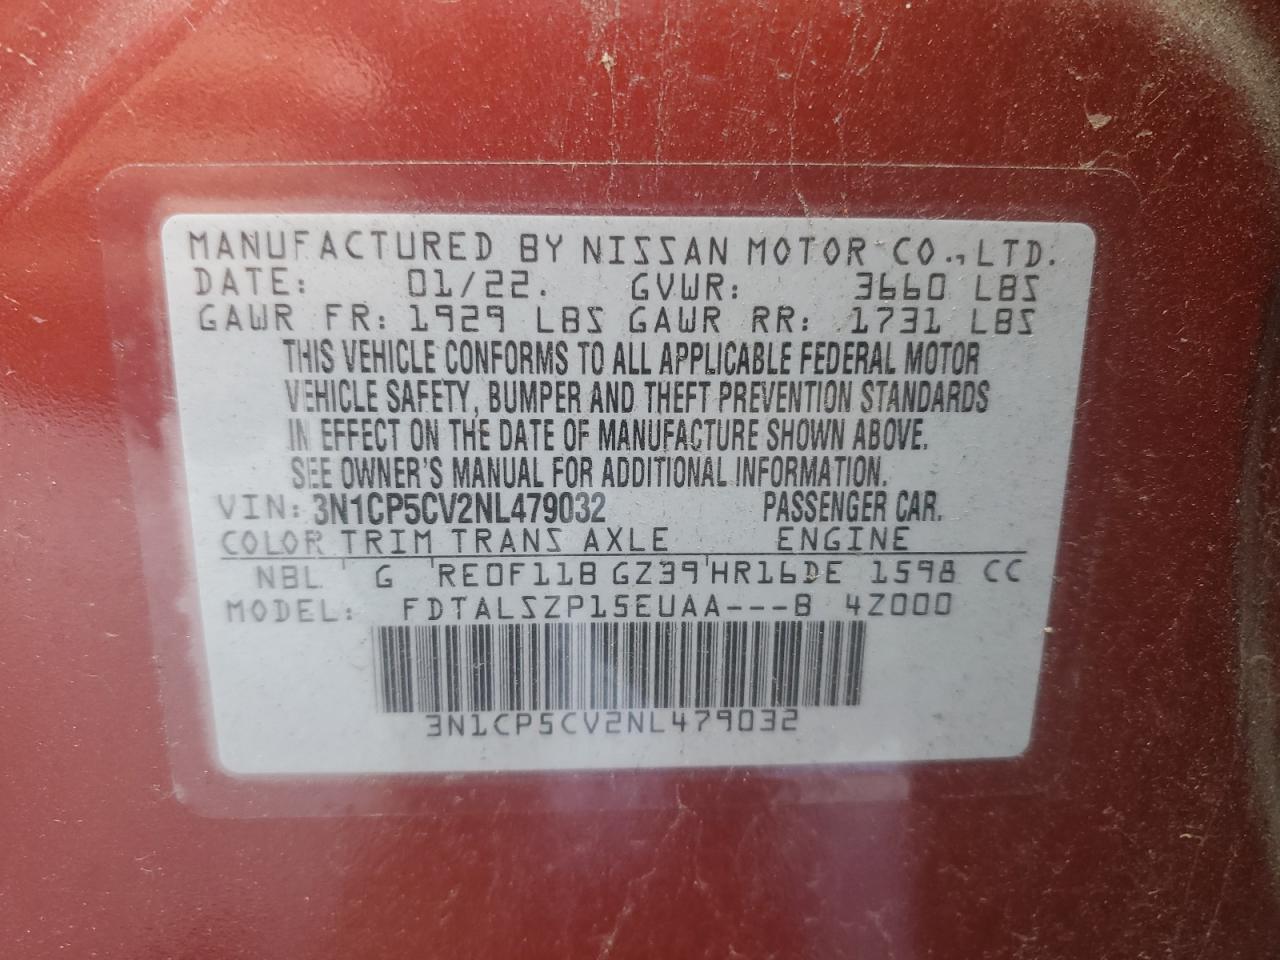 MANUFACTURED BY NISSAN MOTOR CO., LTD.
DATE: 01/22. GVWR: 3660 LBS
GAWR FR: 1929 LBS GAWR RR: 1731 LBS
THIS VEHICLE CONFORMS TO ALL APPLICABLE FEDERAL MOTOR
VEHICLE SAFETY, BUMPER AND THEFT PREVENTION STANDARDS
IN EFFECT ON THE DATE OF MANUFACTURE SHOWN ABOVE.
SEE OWNER'S MANUAL FOR ADDITIONAL INFORMATION.
VIN: 3N1CP5CV2NL479032 PASSENGER CAR.
COLOR TRIM TRANS AXLE ENGINE
NBL ' G 'RE0F11B GZ39'HR16DE 1598 CC
MODEL: FDTALSZP15EUAA---B 4Z000
3N1CP5CV2NL479032